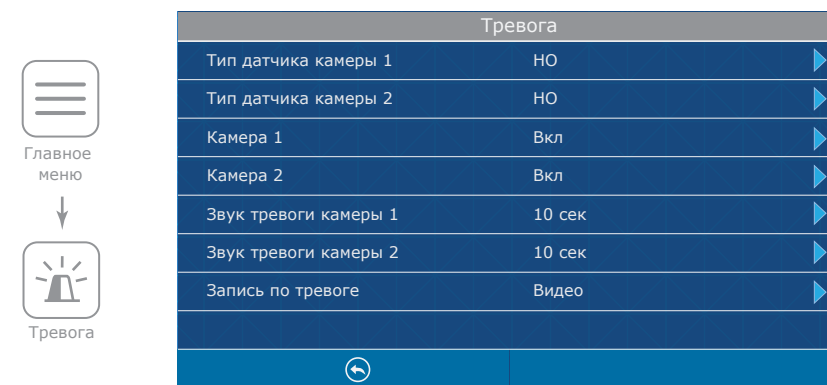 Главное
меню
Тревога
Тревога
Тип датчика камеры 1 НО
Тип датчика камеры 2 НО
Камера 1 Вкл
Камера 2 Вкл
Звук тревоги камеры 1 10 сек
Звук тревоги камеры 2 10 сек
Запись по тревоге Видео